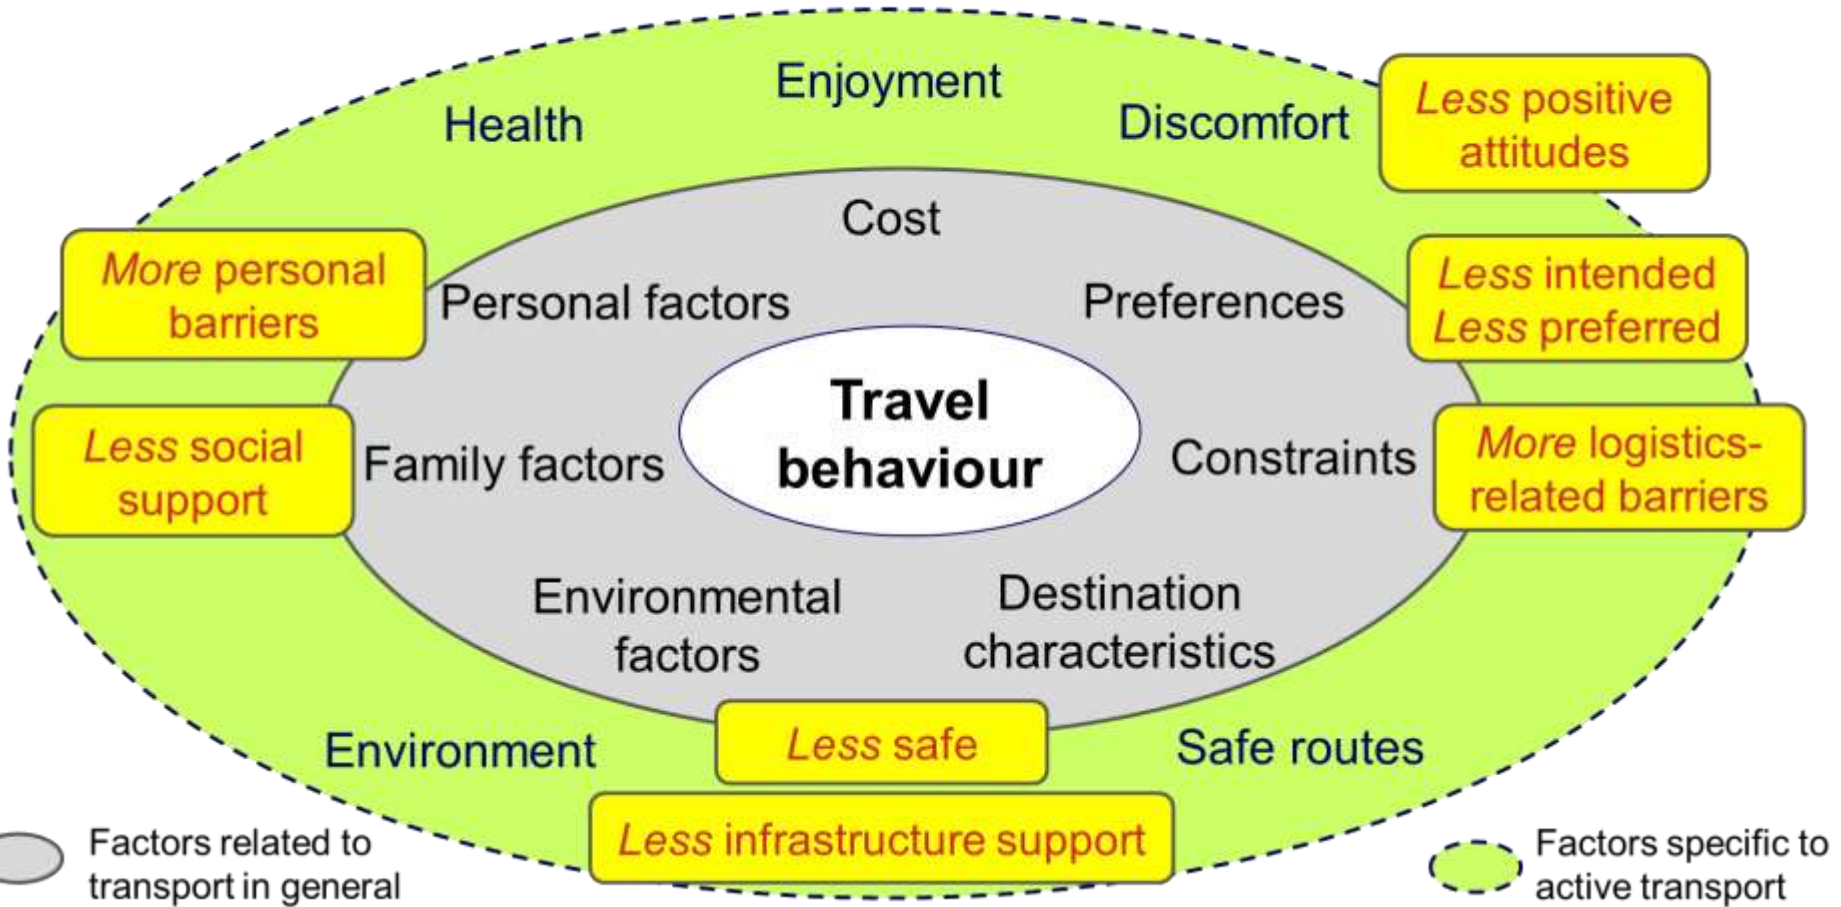 Enjoyment
Health
Discomfort
Less positive
attitudes
Cost
More personal
barriers
Personal factors
Preferences
Less intended
Less preferred
Travel
behaviour
Less social
support
Family factors
Constraints
More logistics-
related barriers
Environmental
factors
Destination
characteristics
Environment
Less safe
Safe routes
Less infrastructure support
Factors related to
transport in general
Factors specific to
active transport